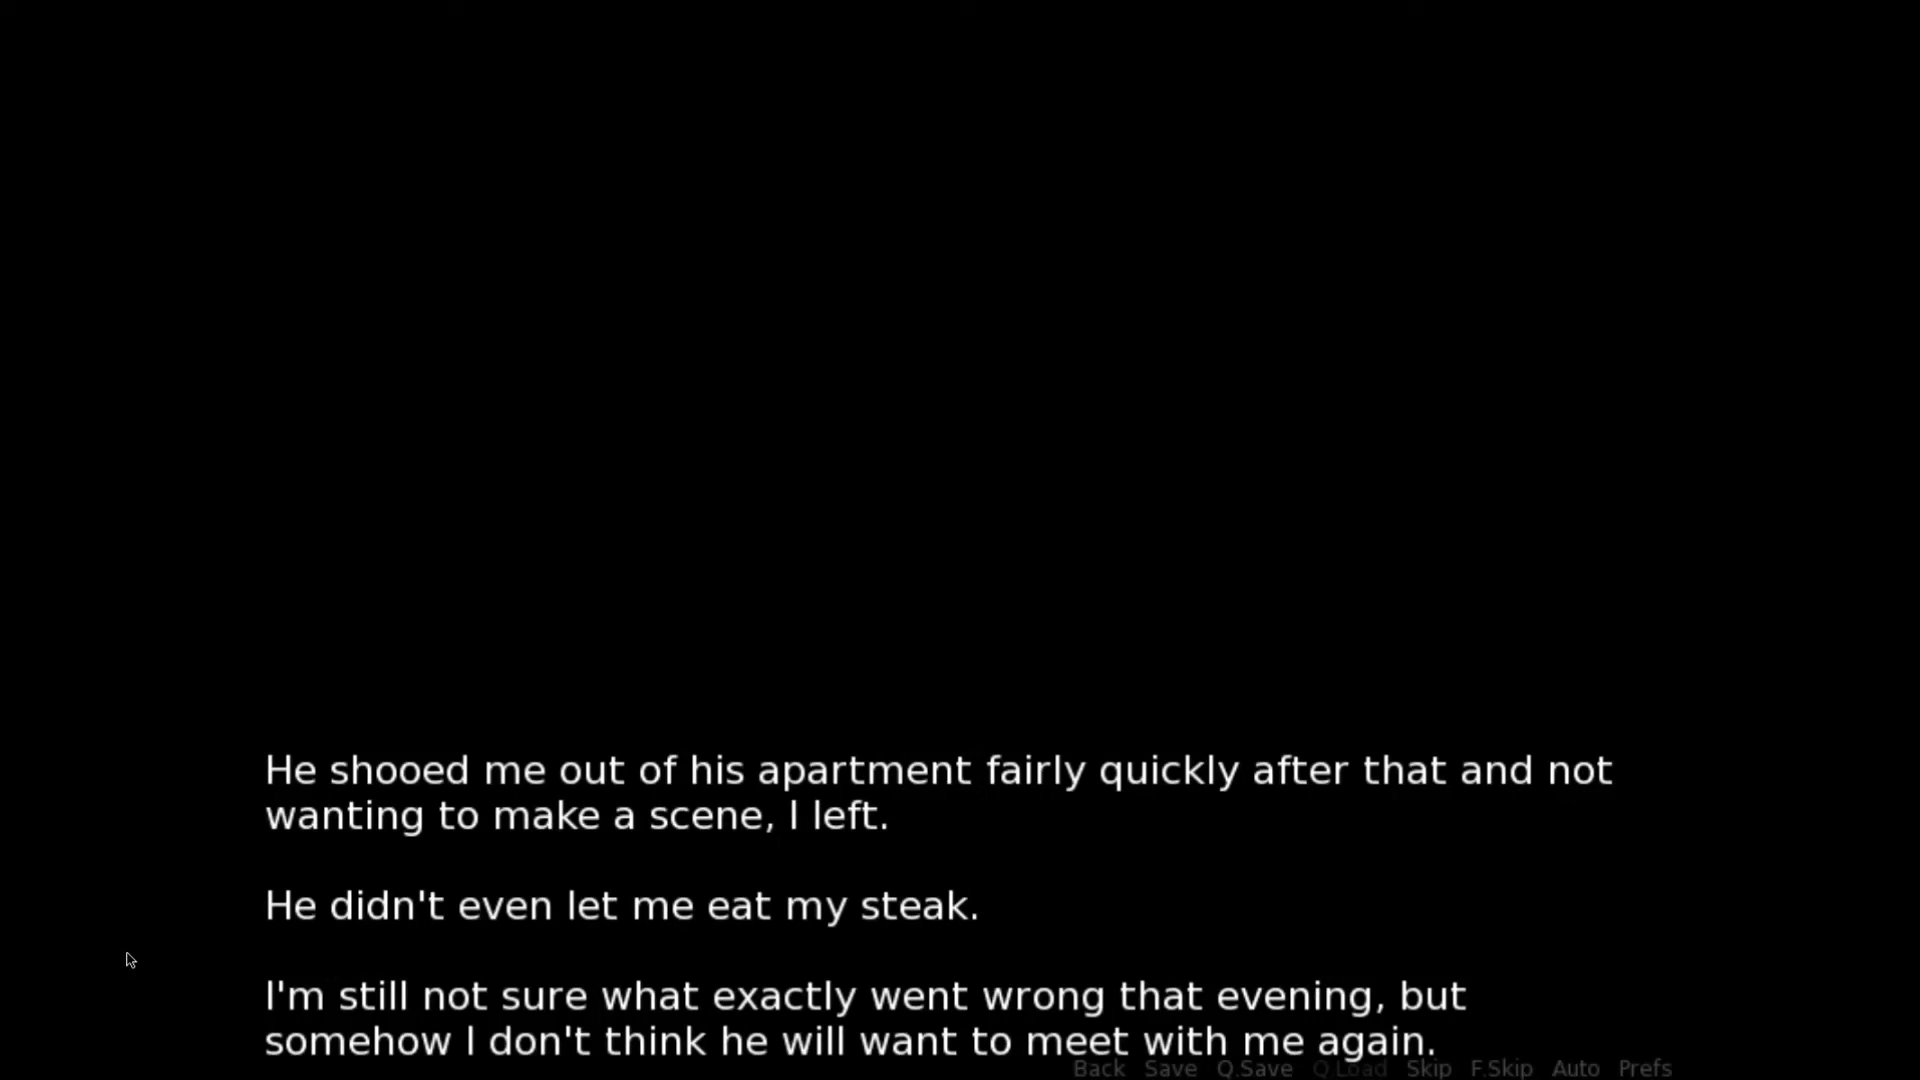 He shooed me out of his apartment fairly quickly after that and not
wanting to make a scene, I left.
He didn't even let me eat my steak.
I'm still not sure what exactly went wrong that evening, but
somehow I don't think he will want to meet with me again.
Back Save Q.Save Q.Load Skip F.Skip Auto Prefs